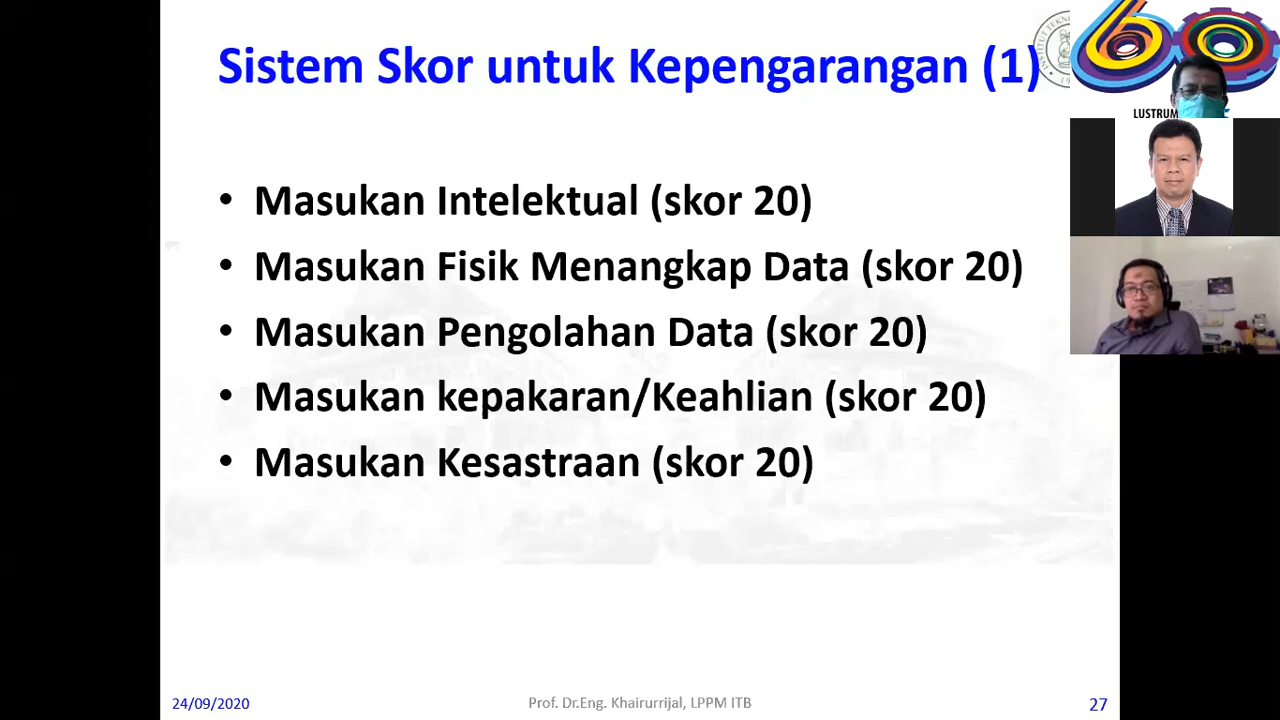 Sistem Skor untuk Kepengarangan (1)
LUSTRUM
• Masukan Intelektual (skor 20)
• Masukan Fisik Menangkap Data (skor 20)
• Masukan Pengolahan Data (skor 20)
• Masukan kepakaran/Keahlian (skor 20)
• Masukan Kesastraan (skor 20)
24/09/2020
Prof. Dr.Eng. Khairurrijal, LPPM ITB
27